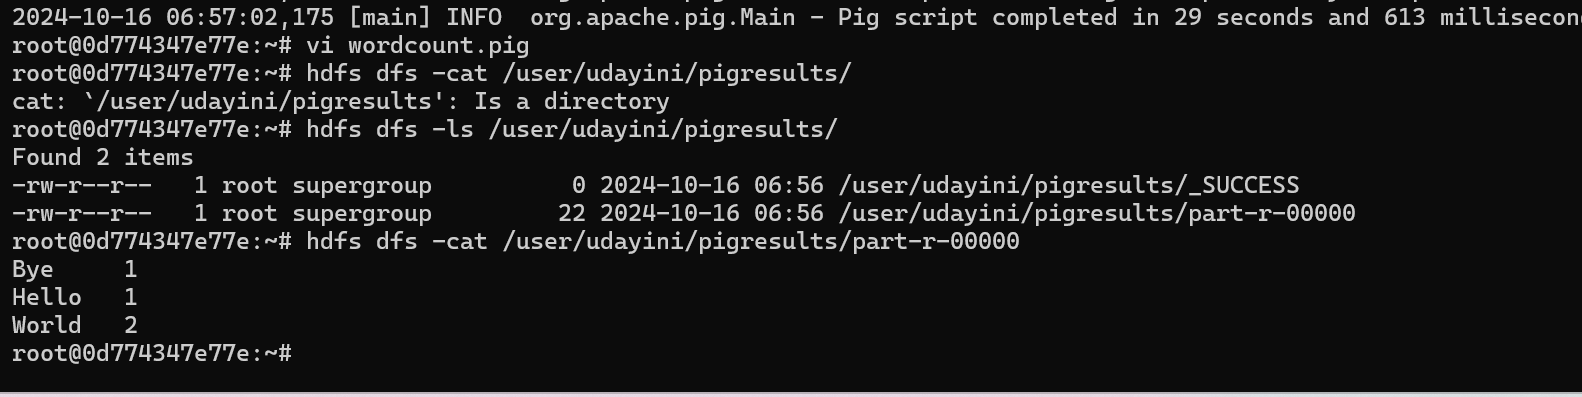 2024-10-16 06:57:02,175 [main] INFO  org.apache.pig.Main - Pig script completed in 29 seconds and 613
root@0d774347e77e:~# vi wordcount.pig
root@0d774347e77e:~# hdfs dfs -cat /user/udayini/pigresults/
cat: `/user/udayini/pigresults': Is a directory
root@0d774347e77e:~# hdfs dfs -ls /user/udayini/pigresults/
Found 2 items
-rw-r--r--   1 root supergroup          0 2024-10-16 06:56 /user/udayini/pigresults/_SUCCESS
-rw-r--r--   1 root supergroup         22 2024-10-16 06:56 /user/udayini/pigresults/part-r-00000
root@0d774347e77e:~# hdfs dfs -cat /user/udayini/pigresults/part-r-00000
Bye     1
Hello   1
World   2
root@0d774347e77e:~#